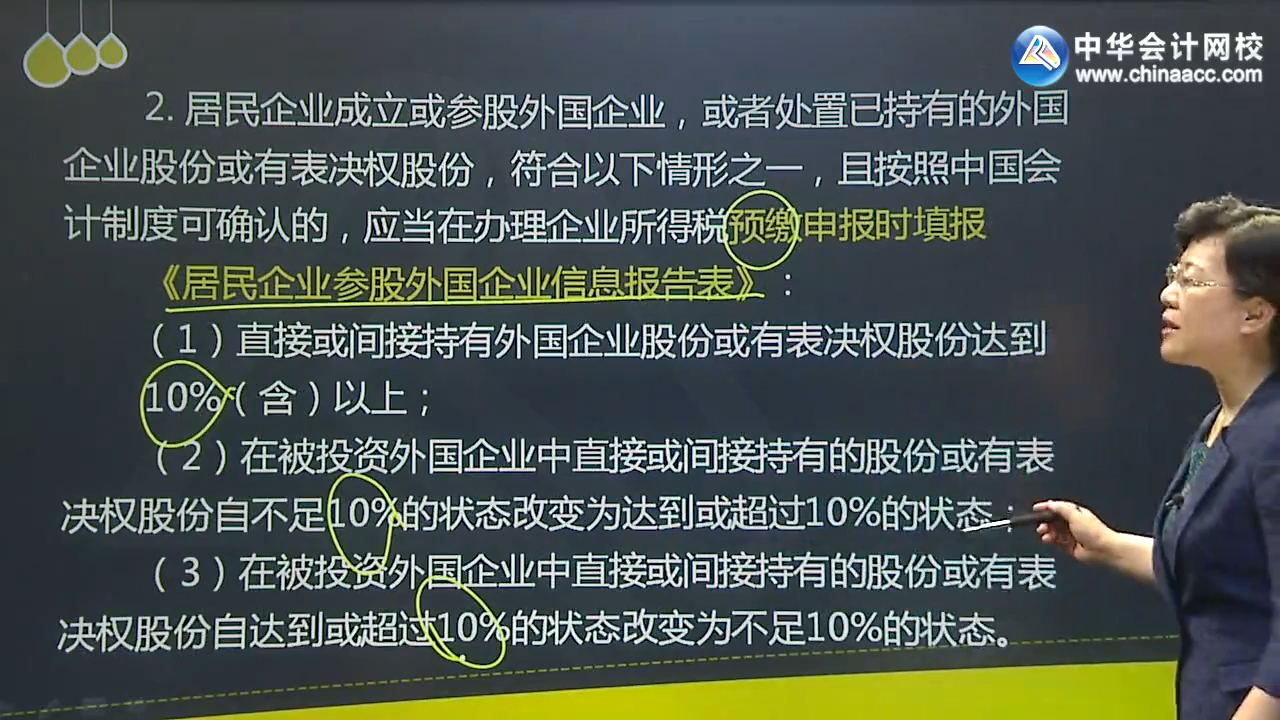 中华会计网校
www.chinaacc.com
2. 居民企业成立或参股外国企业，或者处置已持有的外国
企业股份或有表决权股份，符合以下情形之一，且按照中国会
计制度可确认的，应当在办理企业所得税预缴申报时填报
《居民企业参股外国企业信息报告表》：
（1）直接或间接持有外国企业股份或有表决权股份达到
10%（含）以上；
（2）在被投资外国企业中直接或间接持有的股份或有表
决权股份自不足10%的状态改变为达到或超过10%的状态；
（3）在被投资外国企业中直接或间接持有的股份或有表
决权股份自达到或超过10%的状态改变为不足10%的状态。